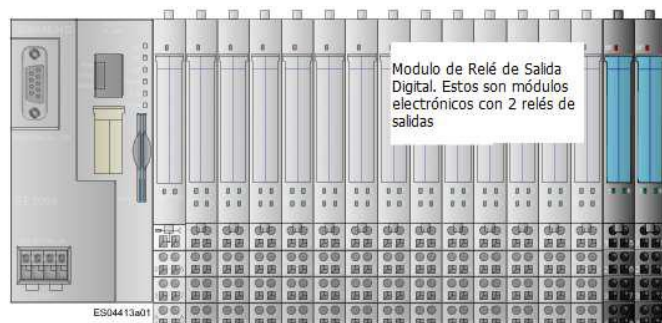 Modulo de Relé de Salida
Digital. Estos son módulos
electrónicos con 2 relés de
salidas
ES04413a01